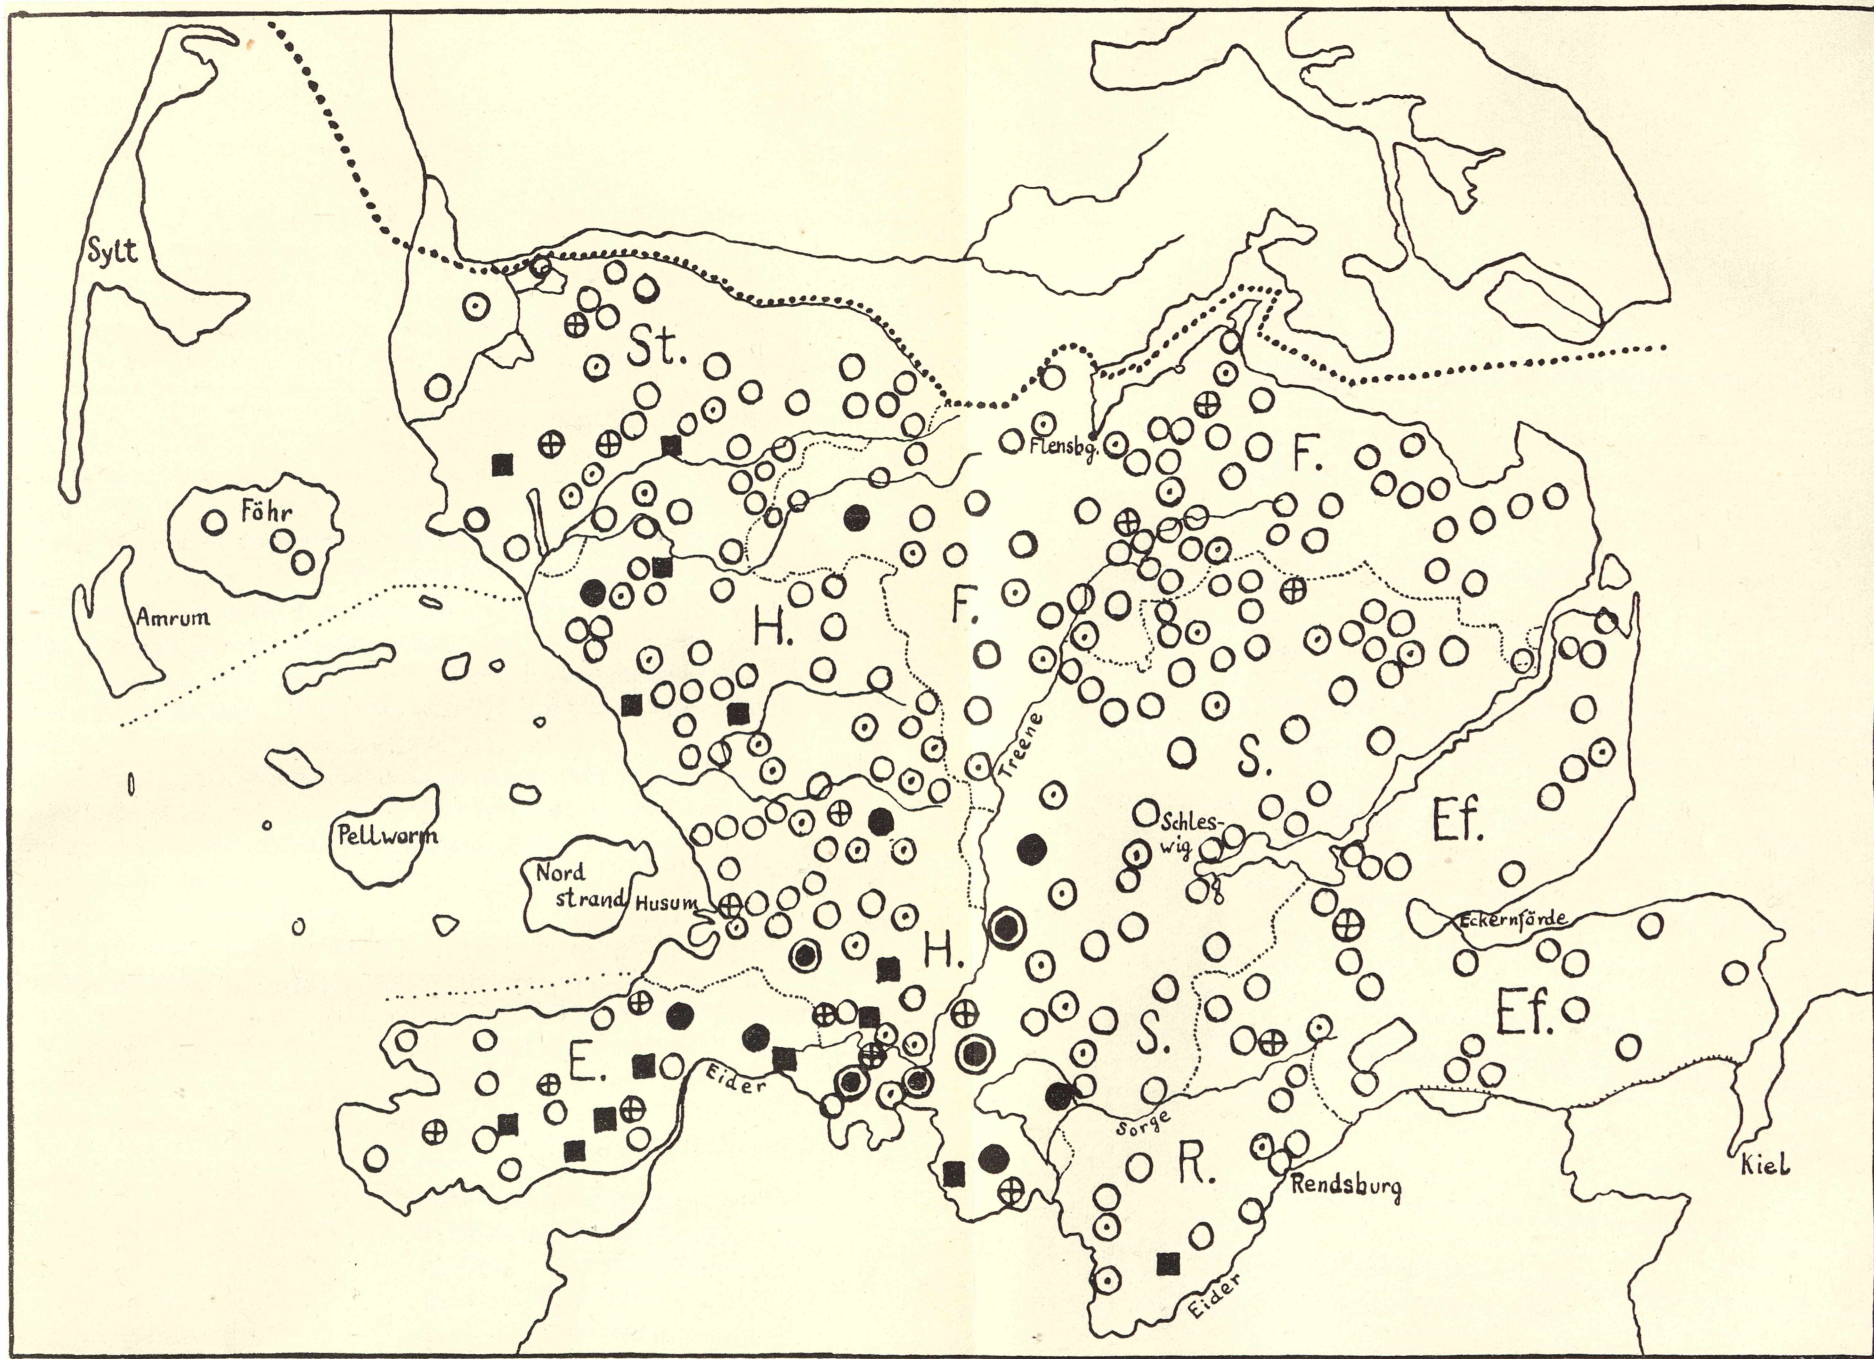 Sylt
St.
Flensbg.
F.
Föhr
Amrum
H.
F.
Treene
S.
Schles-
wig
Ef.
Pellworm
Nord
strand
Husum
Eckernförde
H.
E.
Eider
S.
Ef.
Sorge
R.
Rendsburg
Kiel
Eider